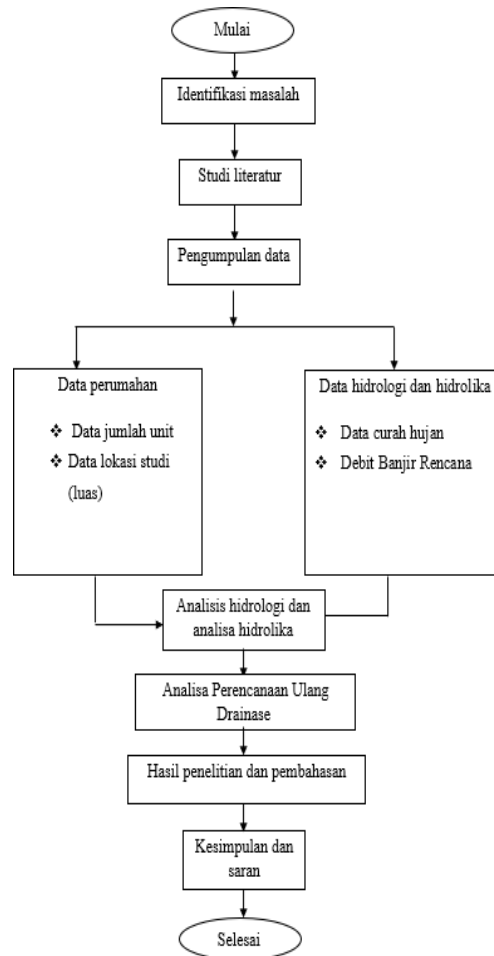 Mulai
Identifikasi masalah
Studi literatur
Pengumpulan data
Data perumahan
❖ Data jumlah unit
❖ Data lokasi studi
(luas)
Data hidrologi dan hidrolika
❖ Data curah hujan
❖ Debit Banjir Rencana
Analisis hidrologi dan
analisa hidrolika
Analisa Perencanaan Ulang
Drainase
Hasil penelitian dan pembahasan
Kesimpulan dan
saran
Selesai